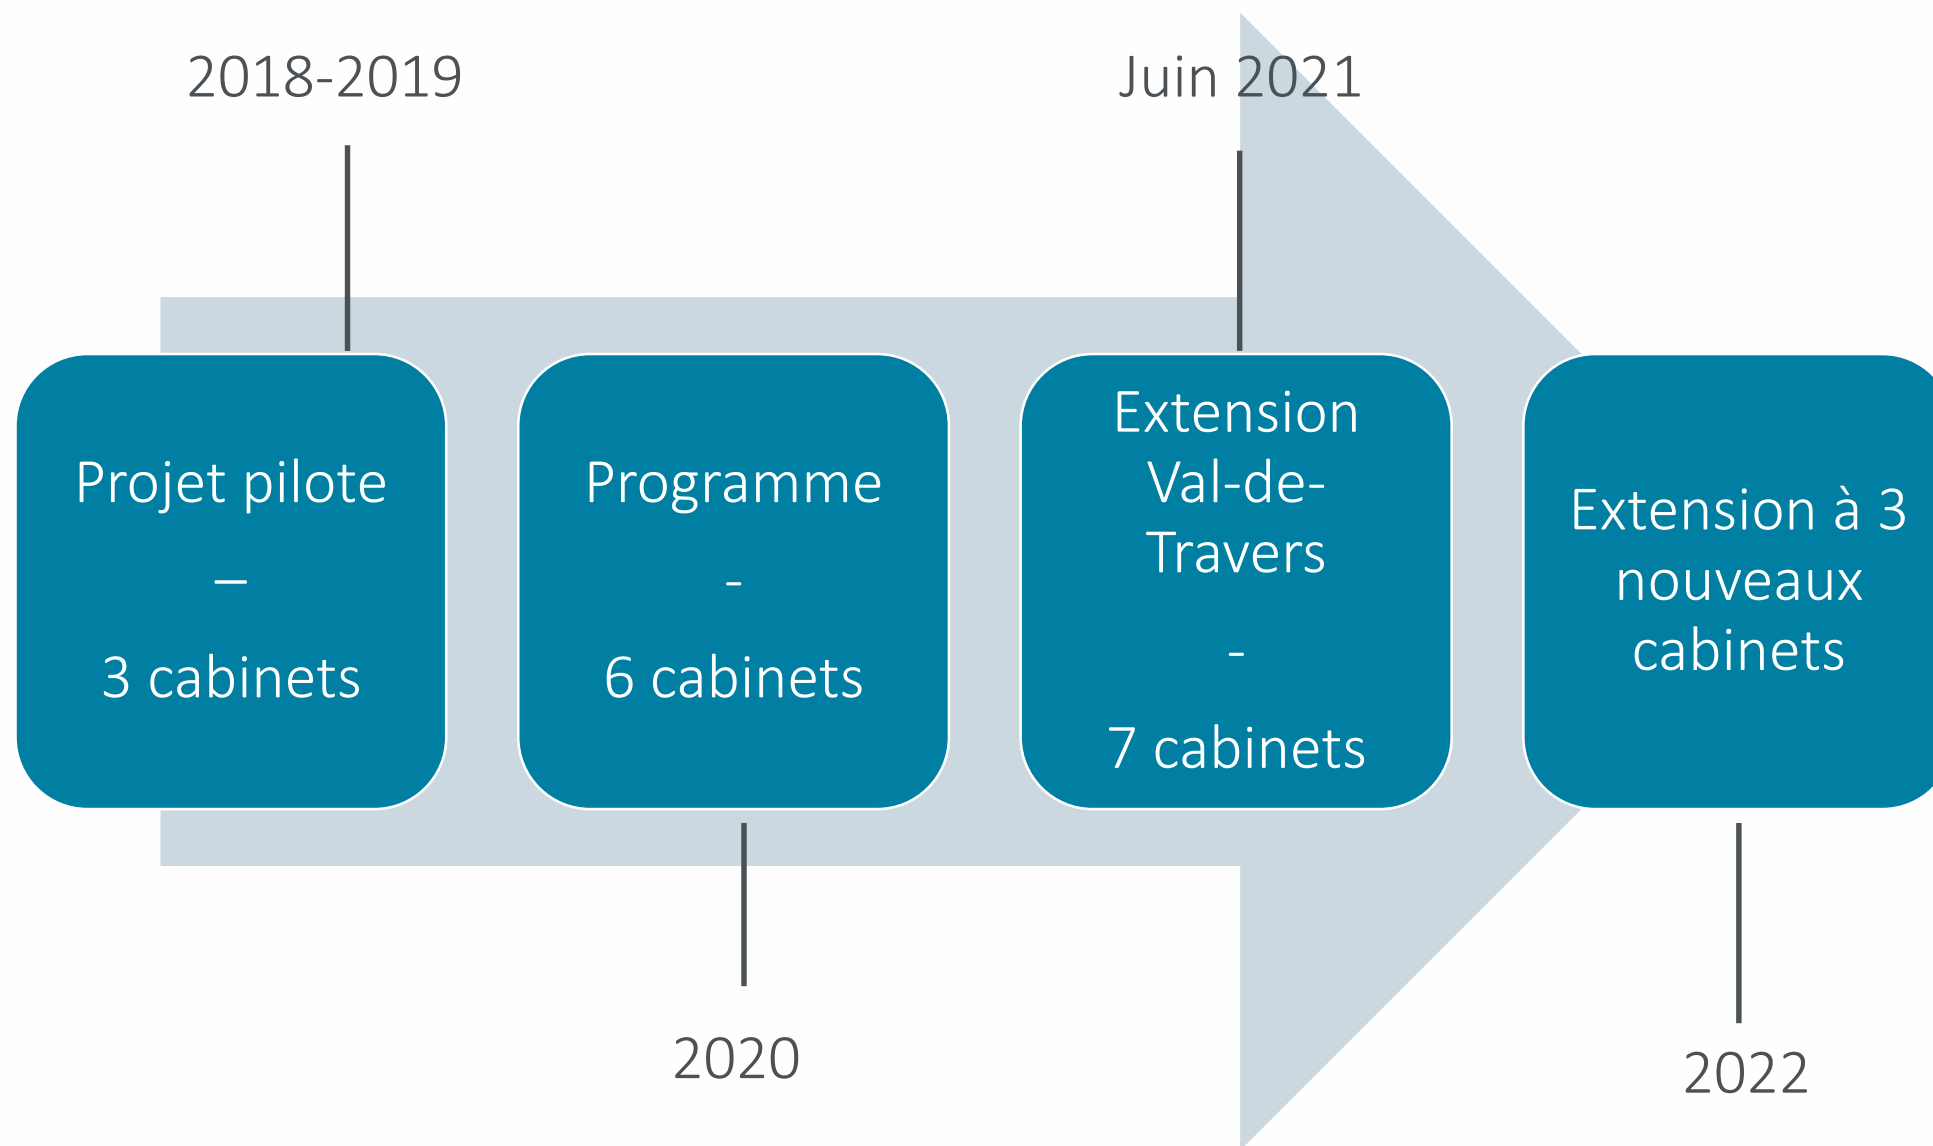 2018-2019
Projet pilote
–
3 cabinets
Programme
-
6 cabinets
2020
Juin 2021
Extension
Val-de-
Travers
-
7 cabinets
Extension à 3
nouveaux
cabinets
2022